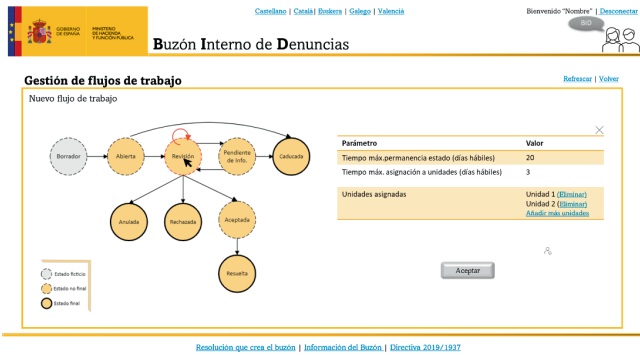 Castellano | Català | Euskera | Galego | Valencià
Bienvenido "Nombre" | Desconectar
GOBIERNO DE ESPAÑA
MINISTERIO DE HACIENDA Y FUNCIÓN PÚBLICA
Buzón Interno de Denuncias
BID
Gestión de flujos de trabajo
Refrescar | Volver
Nuevo flujo de trabajo
Borrador
Abierta
Revisión
Pendiente de Info.
Caducada
Anulada
Rechazada
Aceptada
Resuelta
Estado ficticio
Estado no final
Estado final
Parámetro Valor
Tiempo máx.permanencia estado (días hábiles) 20
Tiempo máx. asignación a unidades (días hábiles) 3
Unidades asignadas Unidad 1 (Eliminar)
Unidad 2 (Eliminar)
Añadir más unidades
Aceptar
Resolución que crea el buzón | Información del Buzón | Directiva 2019/1937